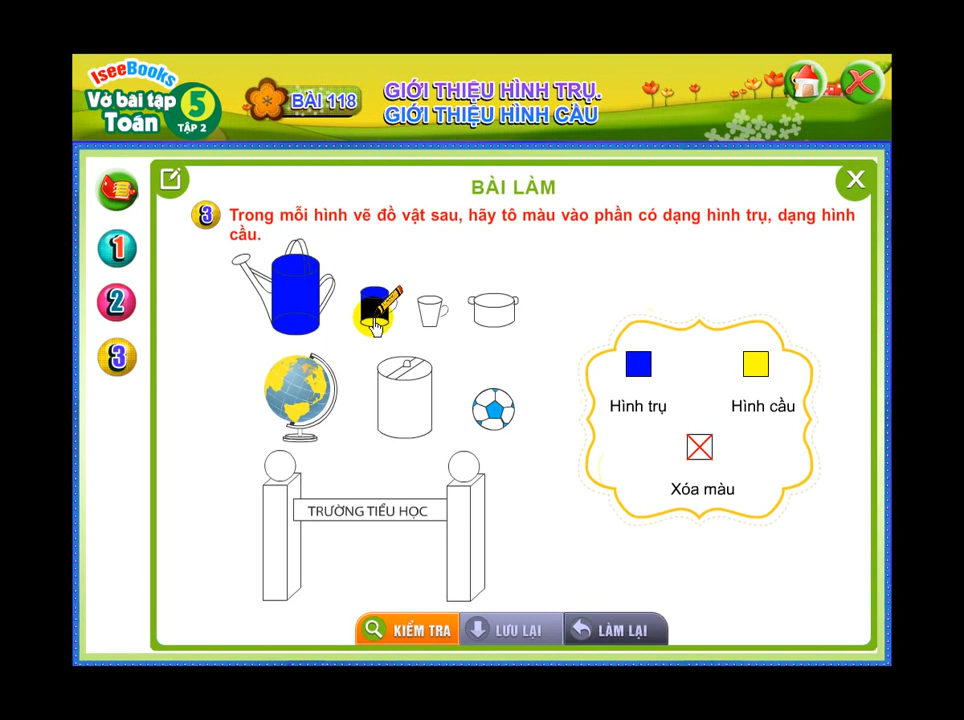 IseeBooks
Vở bài tập
Toán
5
TẬP 2
BÀI 118
GIỚI THIỆU HÌNH TRỤ.
GIỚI THIỆU HÌNH CẦU
BÀI LÀM
X
1
2
3
3 Trong mỗi hình vẽ đồ vật sau, hãy tô màu vào phần có dạng hình trụ, dạng hình
cầu.
Hình trụ
Hình cầu
Xóa màu
TRƯỜNG TIỂU HỌC
KIỂM TRA
LƯU LẠI
LÀM LẠI